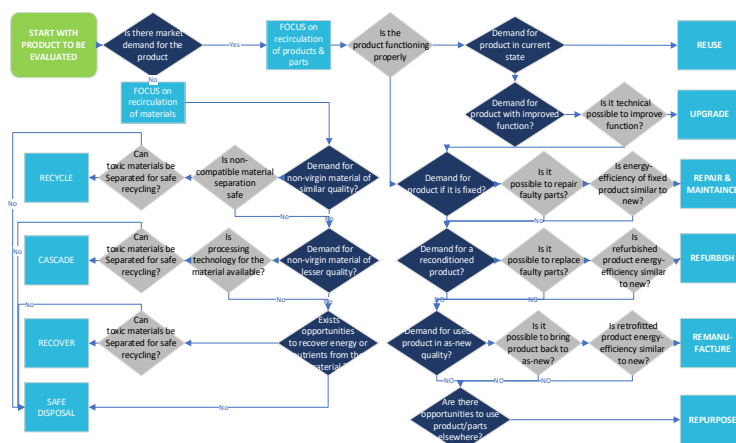 START WITH
PRODUCT TO BE
EVALUATED
Is there market
demand for the
product
Yes
No
FOCUS on
recirculation
of products &
parts
Is the
product functioning
properly
Demand for
product in current
state
REUSE
FOCUS on
recirculation
of materials
Demand for
product with improved
function?
Is it technical
possible to improve
function?
UPGRADE
RECYCLE
Can
toxic materials be
Separated for safe
recycling?
Is non-
compatible material
separation
safe
Demand for
non-virgin material of
similar quality?
Demand for
product if it is fixed?
Is it
possible to repair
faulty parts?
Is energy-
efficiency of fixed
product similar to
new?
REPAIR &
MAINTAINCE
No
No
No
No
CASCADE
Can
toxic materials be
Separated for safe
recycling?
Is
processing
technology for the
material available?
Demand for
non-virgin material of
lesser quality?
Demand for a
reconditioned
product?
Is it
possible to replace
faulty parts?
Is
refurbished
product energy-
efficiency similar
to new?
REFURBISH
No
No
No
NO
NO
RECOVER
Can
toxic materials be
Separated for safe
recycling?
Exists
opportunities
to recover energy or
nutrients from the
material?
Demand for used
product in as-new
quality?
Is it
possible to bring
product back to
as-new?
Is retrofitted
product energy-
efficiency similar
to new?
REMANU-
FACTURE
NO
NO
NO
SAFE
DISPOSAL
No
Are there
opportunities to use
product/parts
elsewhere?
REPURPOSE